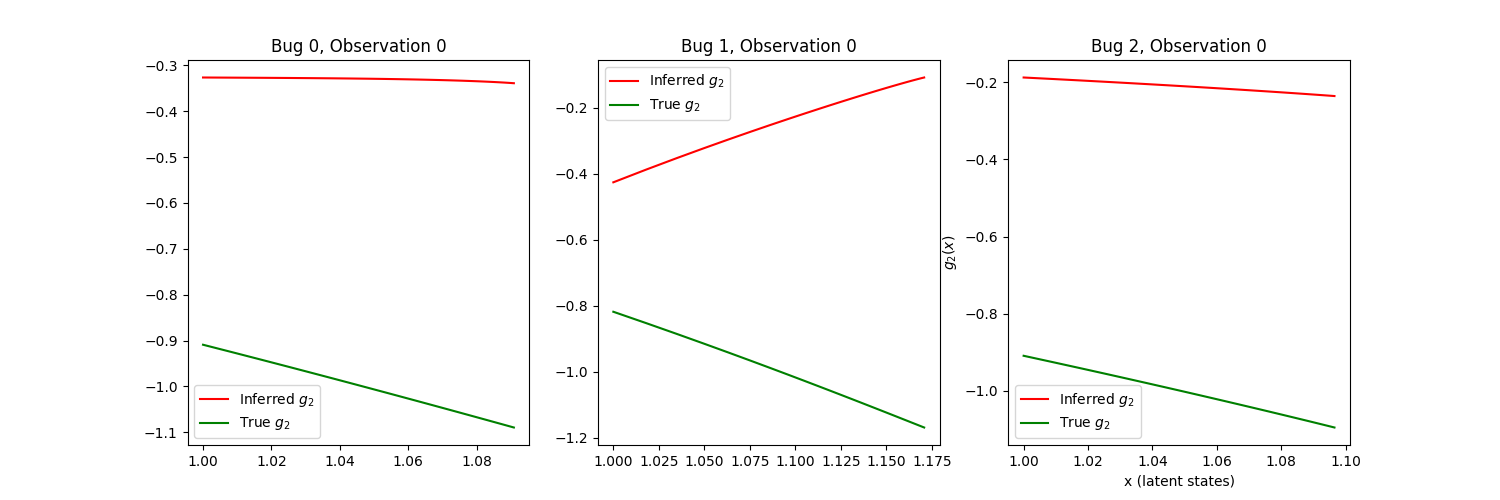 Bug 0, Observation 0
−0.3
−0.4
−0.5
−0.6
−0.7
−0.8
−0.9
−1.0
−1.1
Inferred g₂
True g₂
1.00 1.02 1.04 1.06 1.08
Bug 1, Observation 0
Inferred g₂
True g₂
−0.2
−0.4
−0.6
−0.8
−1.0
−1.2
1.000 1.025 1.050 1.075 1.100 1.125 1.150 1.175
Bug 2, Observation 0
g₂(x)
−0.2
−0.4
−0.6
−0.8
−1.0
Inferred g₂
True g₂
1.00 1.02 1.04 1.06 1.08 1.10
x (latent states)